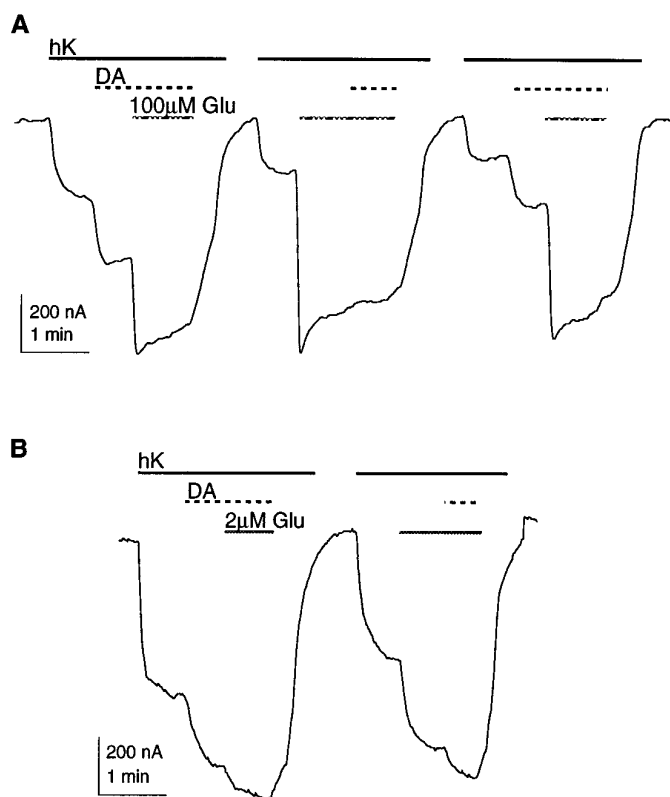 A
hK
DA
100μM Glu
200 nA
1 min
B
hK
DA
2μM Glu
200 nA
1 min